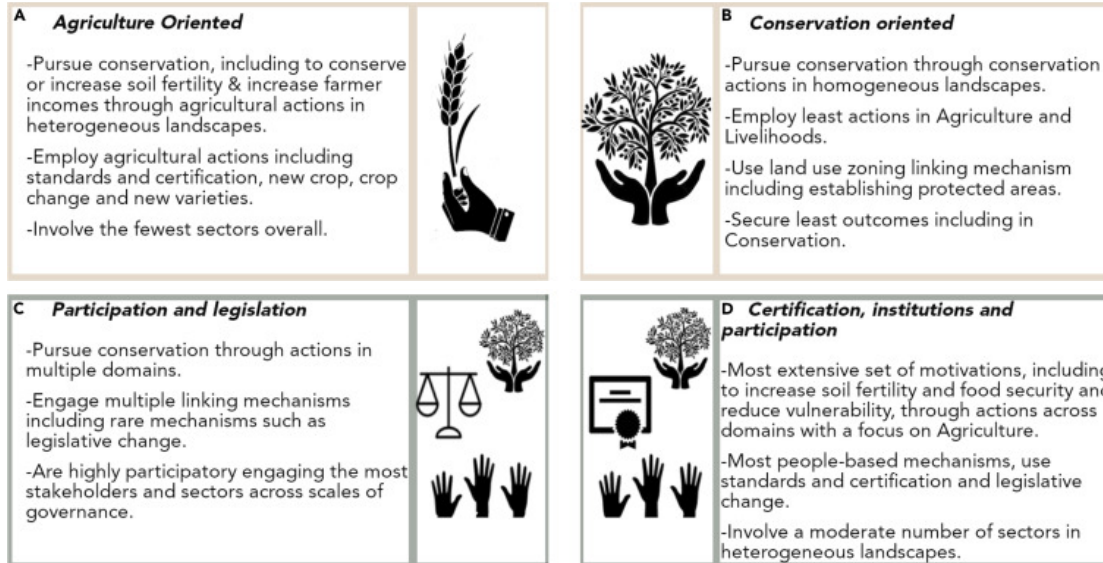 A Agriculture Oriented
-Pursue conservation, including to conserve
or increase soil fertility & increase farmer
incomes through agricultural actions in
heterogeneous landscapes.
-Employ agricultural actions including
standards and certification, new crop, crop
change and new varieties.
-Involve the fewest sectors overall.
B Conservation oriented
-Pursue conservation through conservation
actions in homogeneous landscapes.
-Employ least actions in Agriculture and
Livelihoods.
-Use land use zoning linking mechanism
including establishing protected areas.
-Secure least outcomes including in
Conservation.
C Participation and legislation
-Pursue conservation through actions in
multiple domains.
-Engage multiple linking mechanisms
including rare mechanisms such as
legislative change.
-Are highly participatory engaging the most
stakeholders and sectors across scales of
governance.
D Certification, institutions and
participation
-Most extensive set of motivations, including
to increase soil fertility and food security and
reduce vulnerability, through actions across
domains with a focus on Agriculture.
-Most people-based mechanisms, use
standards and certification and legislative
change.
-Involve a moderate number of sectors in
heterogeneous landscapes.